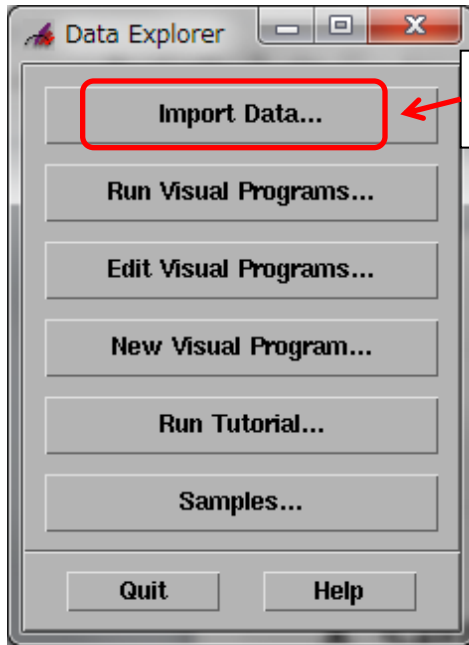 Data Explorer
Import Data...
Run Visual Programs...
Edit Visual Programs...
New Visual Program...
Run Tutorial...
Samples...
Quit Help